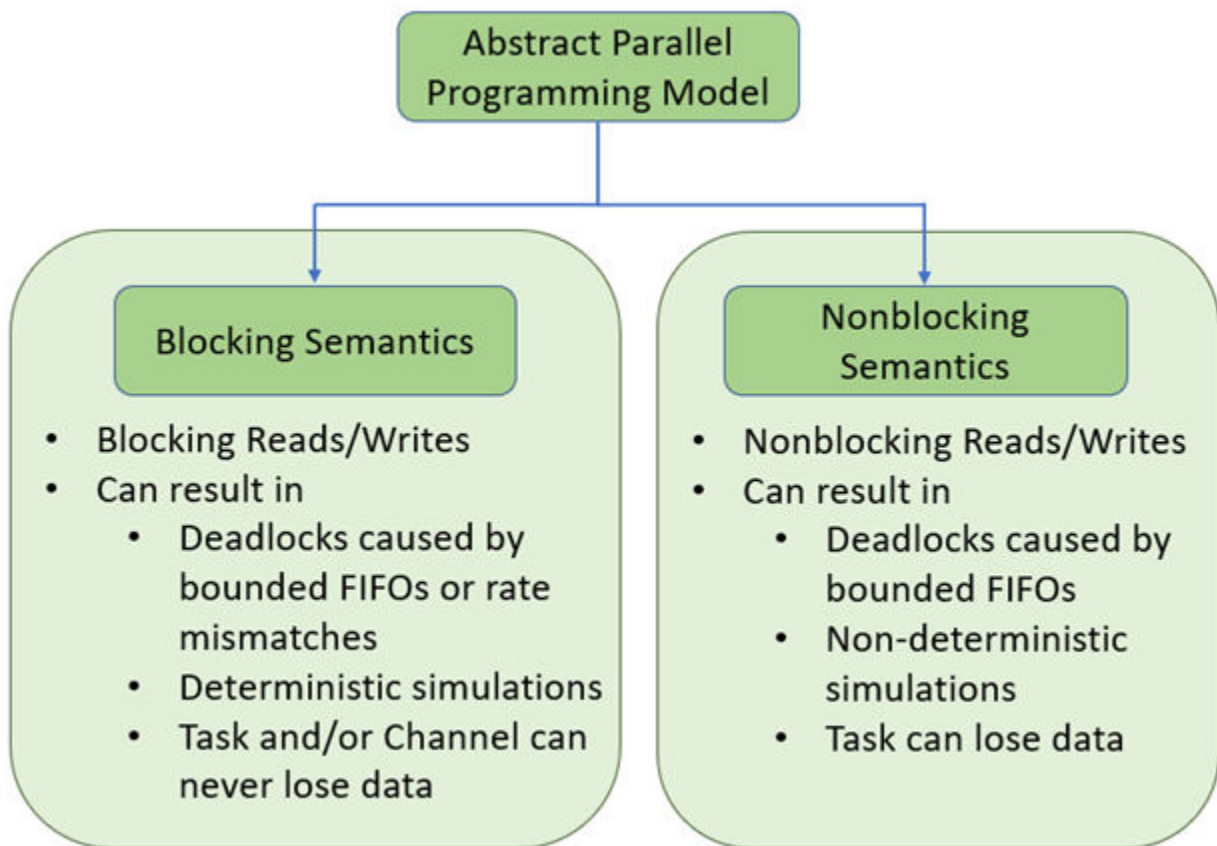 Abstract Parallel
Programming Model
Blocking Semantics
• Blocking Reads/Writes
• Can result in
• Deadlocks caused by
bounded FIFOs or rate
mismatches
• Deterministic simulations
• Task and/or Channel can
never lose data
Nonblocking
Semantics
• Nonblocking Reads/Writes
• Can result in
• Deadlocks caused by
bounded FIFOs
• Non-deterministic
simulations
• Task can lose data